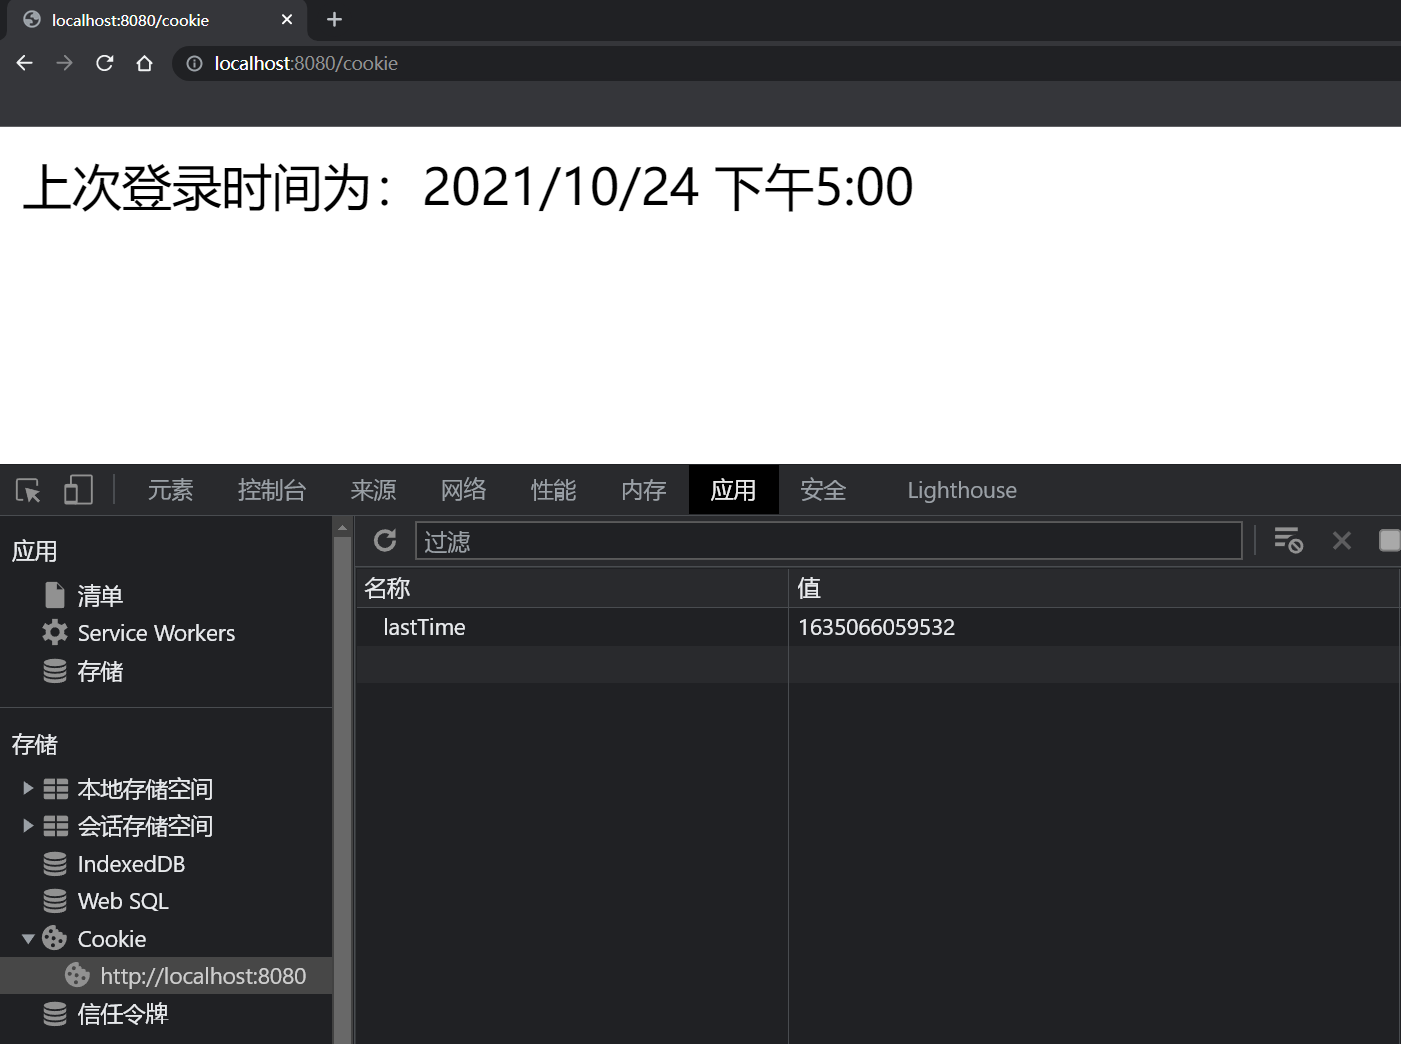 localhost:8080/cookie
localhost:8080/cookie
上次登录时间为：2021/10/24 下午5:00
元素 控制台 来源 网络 性能 内存 应用 安全 Lighthouse
应用
清单
Service Workers
存储
存储
本地存储空间
会话存储空间
IndexedDB
Web SQL
Cookie
http://localhost:8080
信任令牌
过滤
名称 值
lastTime 1635066059532